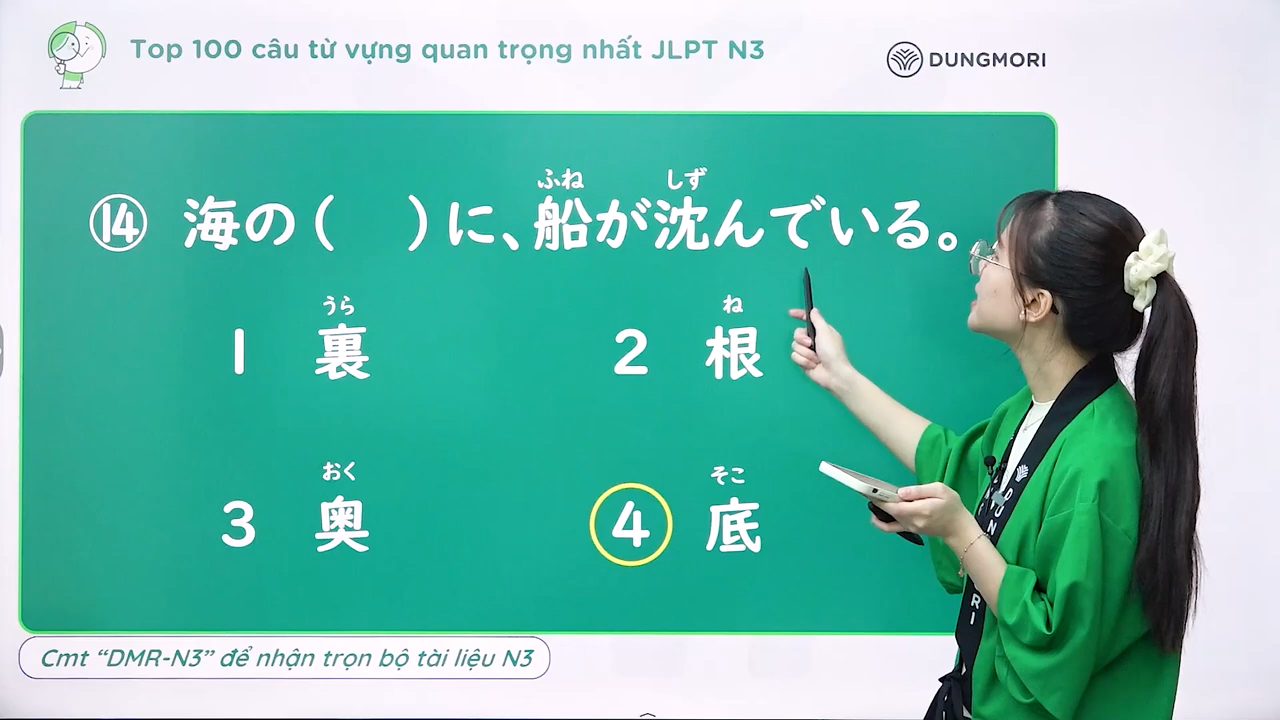 Top 100 câu từ vựng quan trọng nhất JLPT N3
DUNGMORI
ふね しず
⑭ 海の( )に、船が沈んでいる。
うら ね
1 裏 2 根
おく そこ
3 奥 4 底
Cmt “DMR-N3” để nhận trọn bộ tài liệu N3